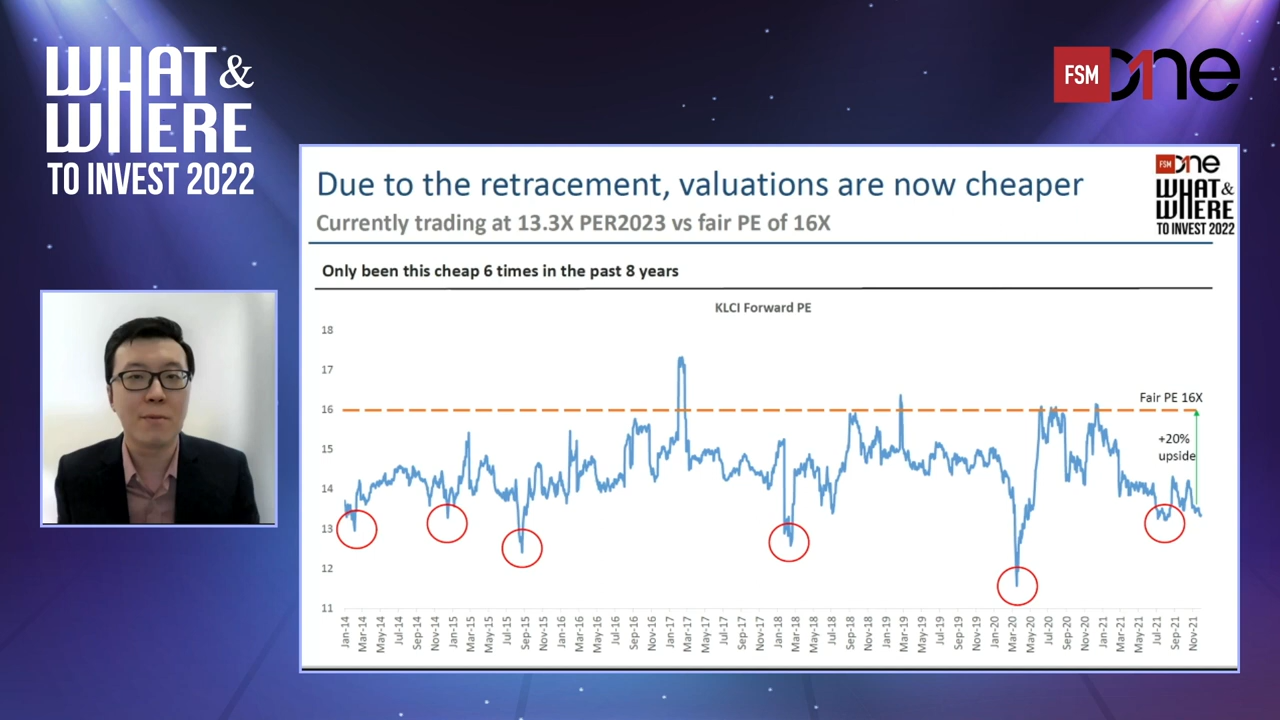 WHAT &
WHERE
TO INVEST 2022
FSM one
Due to the retracement, valuations are now cheaper
Currently trading at 13.3X PER2023 vs fair PE of 16X
FSM one
WHAT &
WHERE
TO INVEST 2022
Only been this cheap 6 times in the past 8 years
KLCI Forward PE
18
17
16
15
14
13
12
11
Fair PE 16X
+20%
upside
Jan-14
Mar-14
May-14
Jul-14
Sep-14
Nov-14
Jan-15
Mar-15
May-15
Jul-15
Sep-15
Nov-15
Jan-16
Mar-16
May-16
Jul-16
Sep-16
Nov-16
Jan-17
Mar-17
May-17
Jul-17
Sep-17
Nov-17
Jan-18
Mar-18
May-18
Jul-18
Sep-18
Nov-18
Jan-19
Mar-19
May-19
Jul-19
Sep-19
Nov-19
Jan-20
Mar-20
May-20
Jul-20
Sep-20
Nov-20
Jan-21
Mar-21
May-21
Jul-21
Sep-21
Nov-21